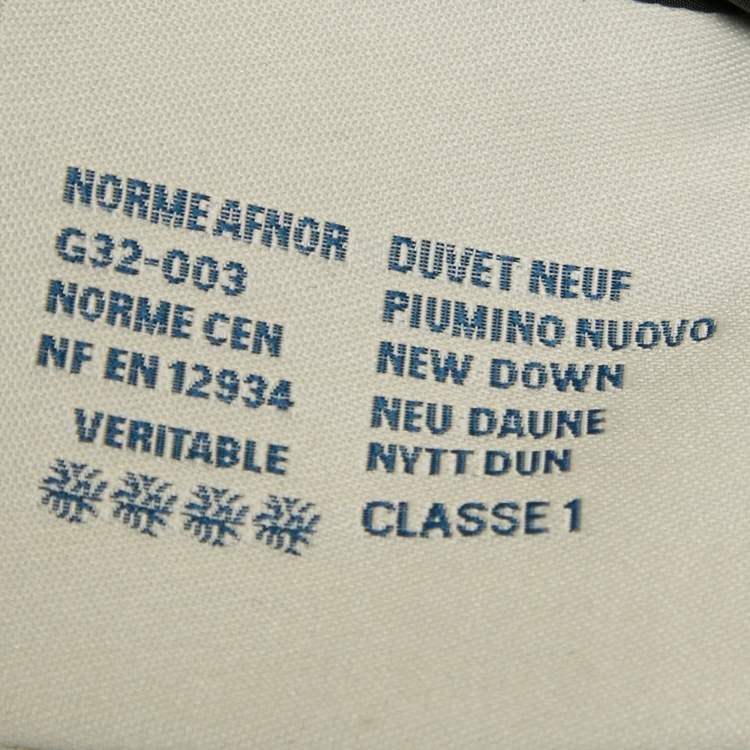 NORME AFNOR
G32-003
NORME CEN
NF EN 12934
VERITABLE
DUVET NEUF
PIUMINO NUOVO
NEW DOWN
NEU DAUNE
NYTT DUN
CLASSE 1